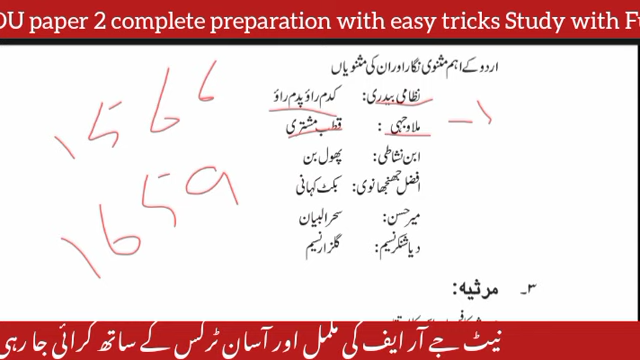 OU paper 2 complete preparation with easy tricks Study with F
اردو کے اہم مثنوی نگار اور ان کی مثنویاں
نظامی بیدری: کدم راؤ پدم راؤ
ملا وجہی: قطب مشتری
ابن نشاطی: پھول بن
افضل جھنجھانوی: بکٹ کہانی
میر حسن: سحر البیان
دیا شنکر نسیم: گلزار نسیم
1566
1659
۳۔ مرثیہ:
نیٹ جے آر ایف کی مکمل اور آسان ٹرکس کے ساتھ کرائی جا رہی